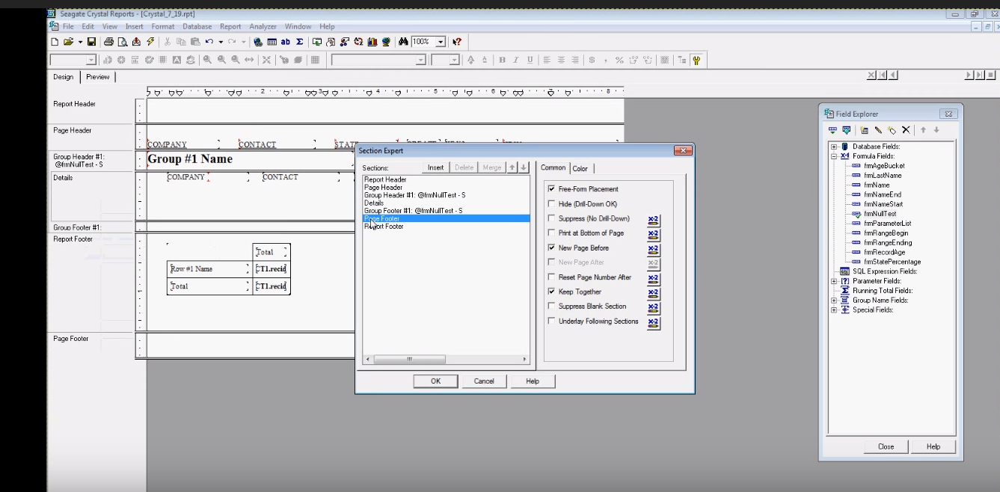 Seagate Crystal Reports - [Crystal_7_19.rpt]
File Edit View Insert Format Database Report Analyzer Window Help
100%
Design Preview
Report Header
Page Header
COMPANY CONTACT STATE
Group Header #1:
@frmNullTest - S
Group #1 Name
Details
COMPANY CONTACT
Group Footer #1:
Report Footer
Total
Row #1 Name CT1.recid
Total CT1.recid
Page Footer
Section Expert
Sections: Insert Delete Merge
Report Header
Page Header
Group Header #1: @frmNullTest - S
Details
Group Footer #1: @frmNullTest - S
Page Footer
Report Footer
Common Color
Free-Form Placement
Hide (Drill-Down OK)
Suppress (No Drill-Down)
Print at Bottom of Page
New Page Before
New Page After
Reset Page Number After
Keep Together
Suppress Blank Section
Underlay Following Sections
OK Cancel Help
Field Explorer
Database Fields:
Formula Fields:
frmAgeBucket
frmLastName
frmName
frmNameEnd
frmNameStart
frmNullTest
frmParameterList
frmRangeBegin
frmRangeEnding
frmRecordAge
frmStatePercentage
SQL Expression Fields:
Parameter Fields:
Running Total Fields:
Group Name Fields:
Special Fields:
Close Help